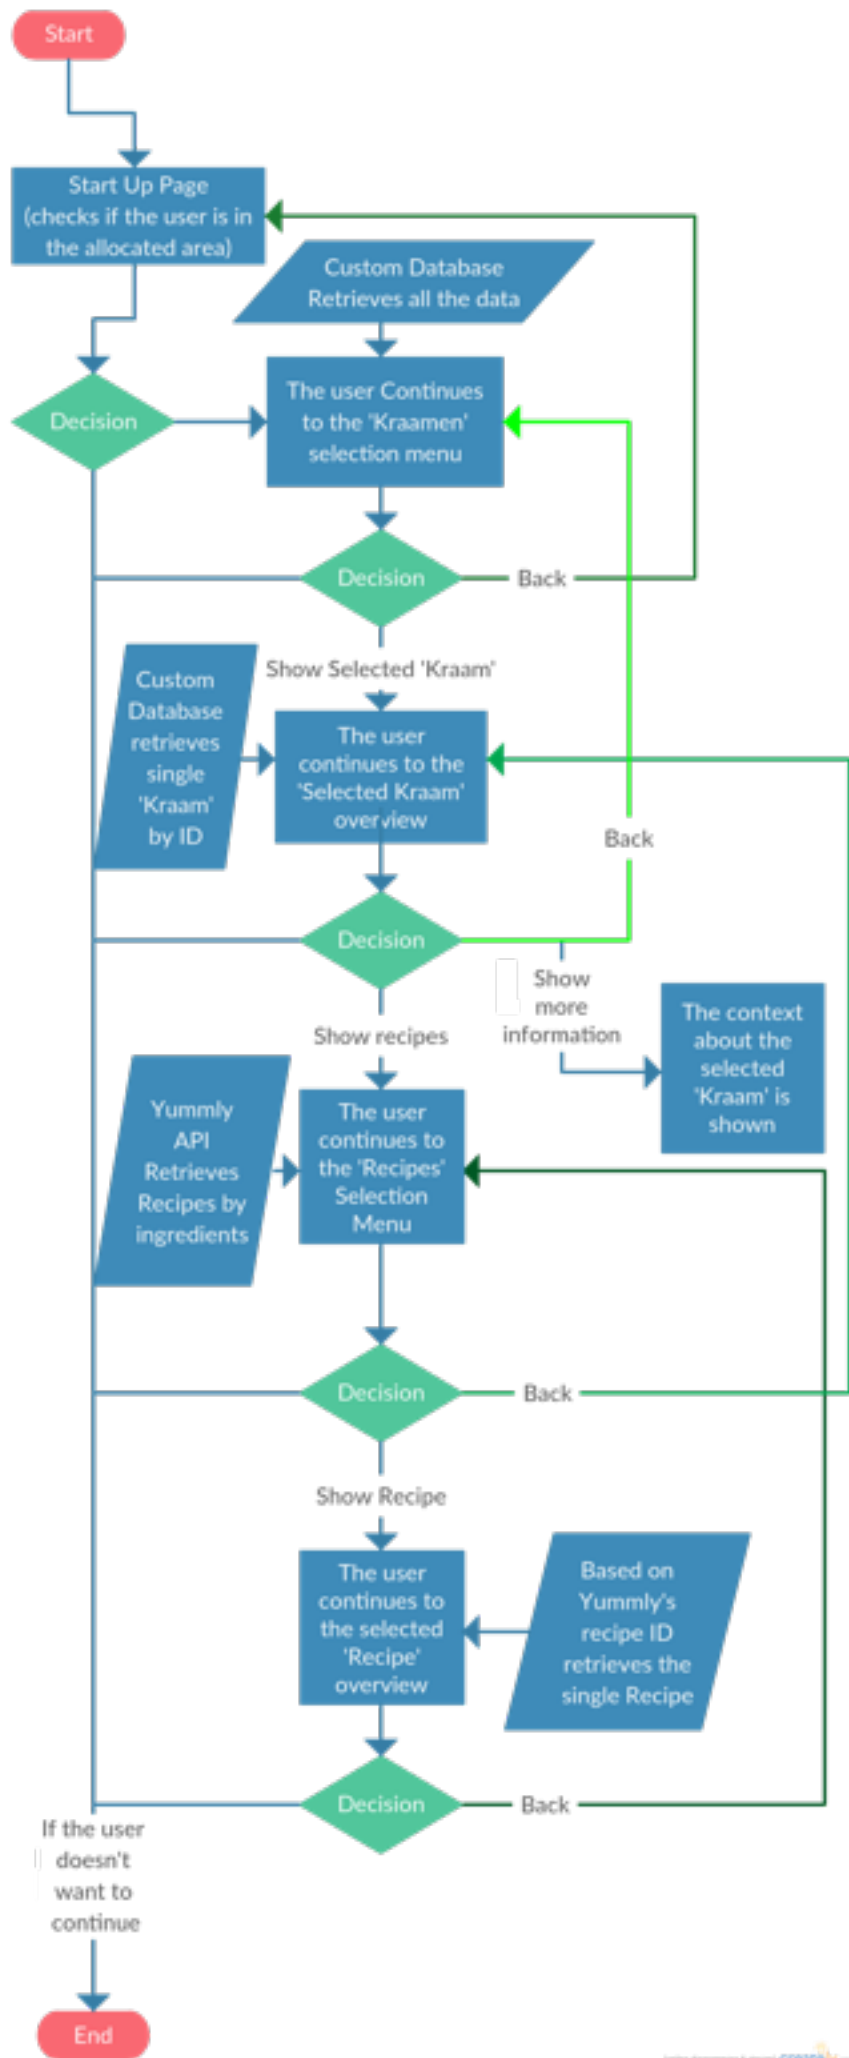 Start
Start Up Page
(checks if the user is in
the allocated area)
Custom Database
Retrieves all the data
Decision
The user Continues
to the 'Kraamen'
selection menu
Decision
Back
Show Selected 'Kraam'
Custom
Database
retrieves
single
'Kraam'
by ID
The user
continues to the
'Selected Kraam'
overview
Back
Decision
Show
more
information
The context
about the
selected
'Kraam' is
shown
Show recipes
Yummly
API
Retrieves
Recipes by
ingredients
The user
continues to
the 'Recipes'
Selection
Menu
Decision
Back
Show Recipe
The user
continues to
the selected
'Recipe'
overview
Based on
Yummly's
recipe ID
retrieves the
single Recipe
Decision
Back
If the user
doesn't
want to
continue
End